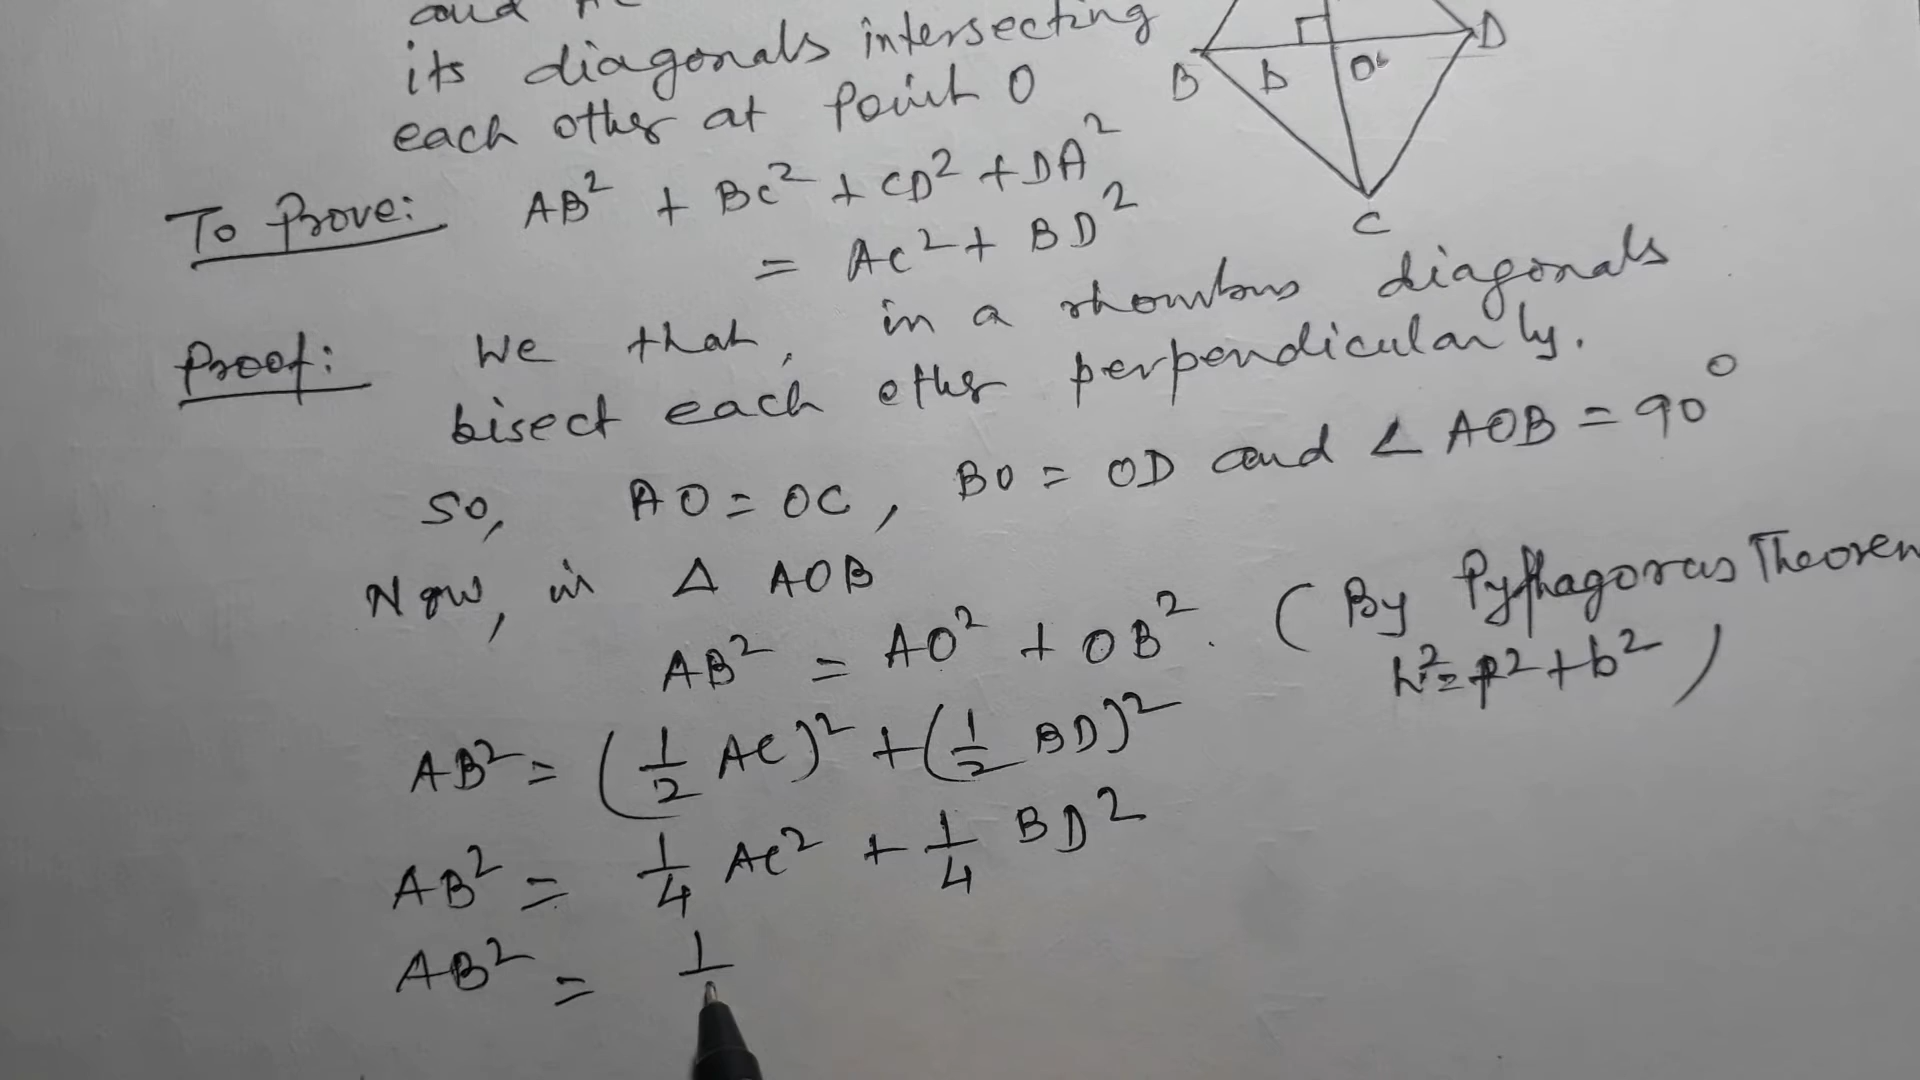 and AC
its diagonals intersecting
each other at Point O
B D O D
C
To Prove: AB² + BC² + CD² + DA²
= AC² + BD²
Proof: We that, in a rhombus diagonals
bisect each other perpendicularly.
So, AO = OC, BO = OD and ∠ AOB = 90°
Now, in Δ AOB
AB² = AO² + OB². (By Pythagoras Theorem
h² = p² + b²)
AB² = (1/2 AC)² + (1/2 BD)²
AB² = 1/4 AC² + 1/4 BD²
AB² = 1